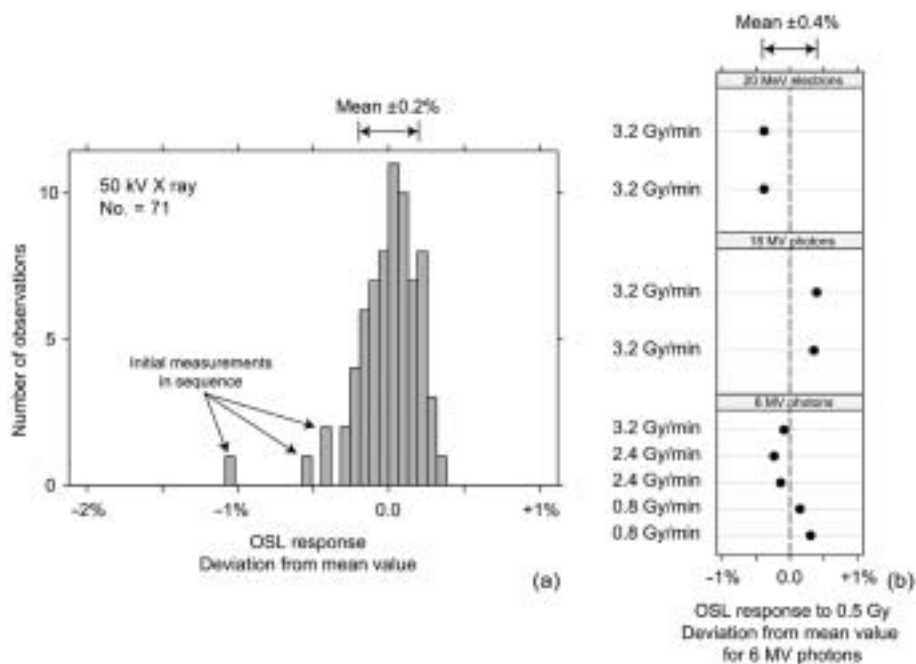 Mean ±0.2%
50 kV X ray
No. = 71
10
5
0
Number of observations
Initial measurements
in sequence
−2%
−1%
0.0
+1%
OSL response
Deviation from mean value
(a)
Mean ±0.4%
20 MeV electrons
3.2 Gy/min
3.2 Gy/min
18 MV photons
3.2 Gy/min
3.2 Gy/min
6 MV photons
3.2 Gy/min
2.4 Gy/min
2.4 Gy/min
0.8 Gy/min
0.8 Gy/min
−1%
0.0
+1%
(b)
OSL response to 0.5 Gy
Deviation from mean value
for 6 MV photons